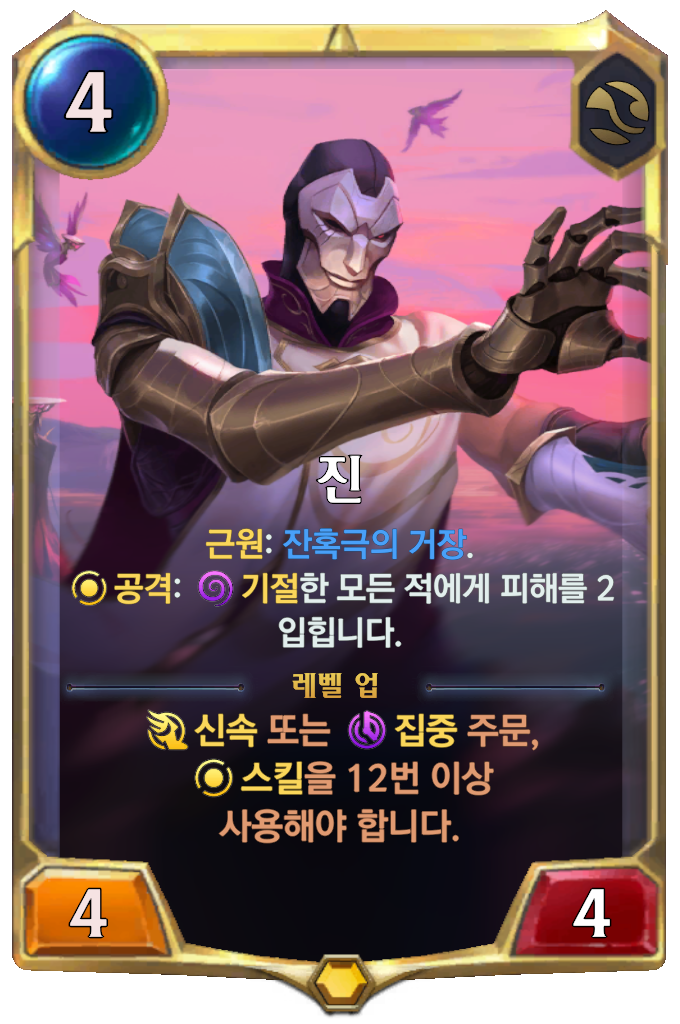 4
진
근원: 잔혹극의 거장.
공격: 기절한 모든 적에게 피해를 2
입힙니다.
레벨 업
신속 또는 집중 주문,
스킬을 12번 이상
사용해야 합니다.
4
4